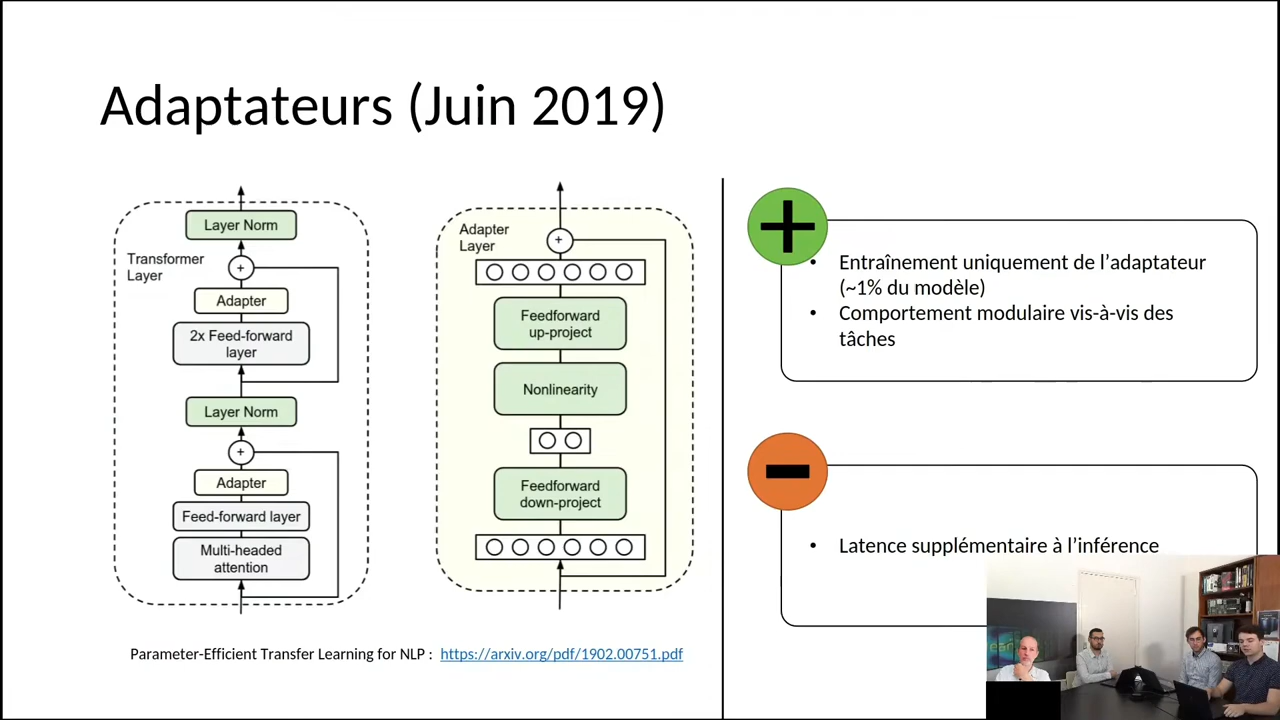 Adaptateurs (Juin 2019)
Layer Norm
Transformer
Layer
+
Adapter
2x Feed-forward
layer
Layer Norm
+
Adapter
Feed-forward layer
Multi-headed
attention
Adapter
Layer
+
Feedforward
up-project
Nonlinearity
Feedforward
down-project
Parameter-Efficient Transfer Learning for NLP : https://arxiv.org/pdf/1902.00751.pdf
• Entraînement uniquement de l’adaptateur
(~1% du modèle)
• Comportement modulaire vis-à-vis des
tâches
• Latence supplémentaire à l’inférence